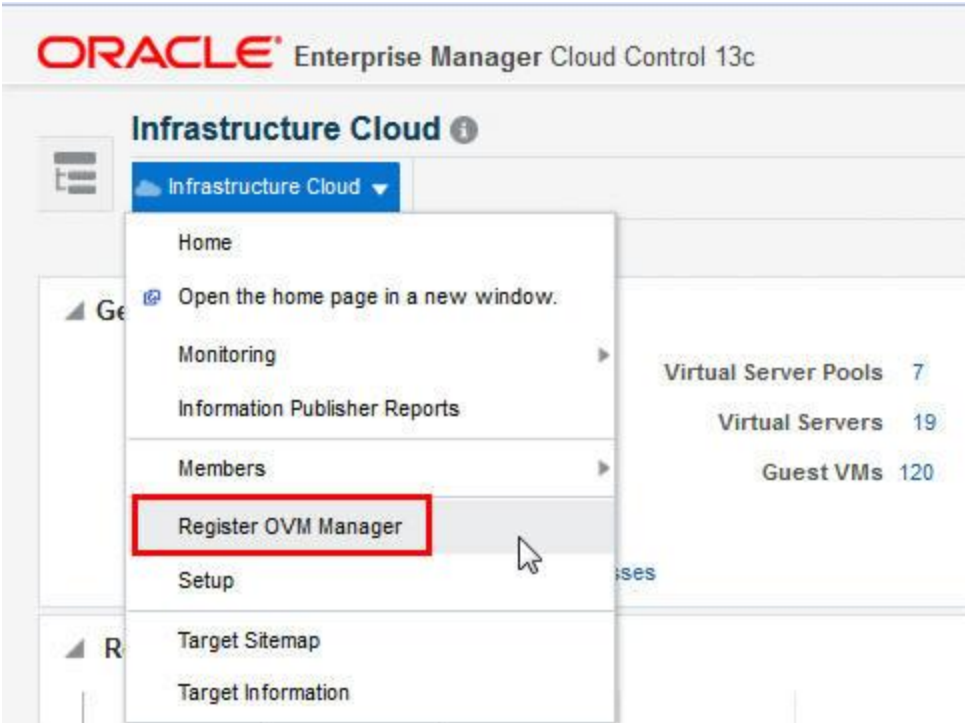 ORACLE Enterprise Manager Cloud Control 13c
Infrastructure Cloud
Infrastructure Cloud
Home
Open the home page in a new window.
Monitoring
Information Publisher Reports
Members
Register OVM Manager
Setup
Target Sitemap
Target Information
Virtual Server Pools 7
Virtual Servers 19
Guest VMs 120